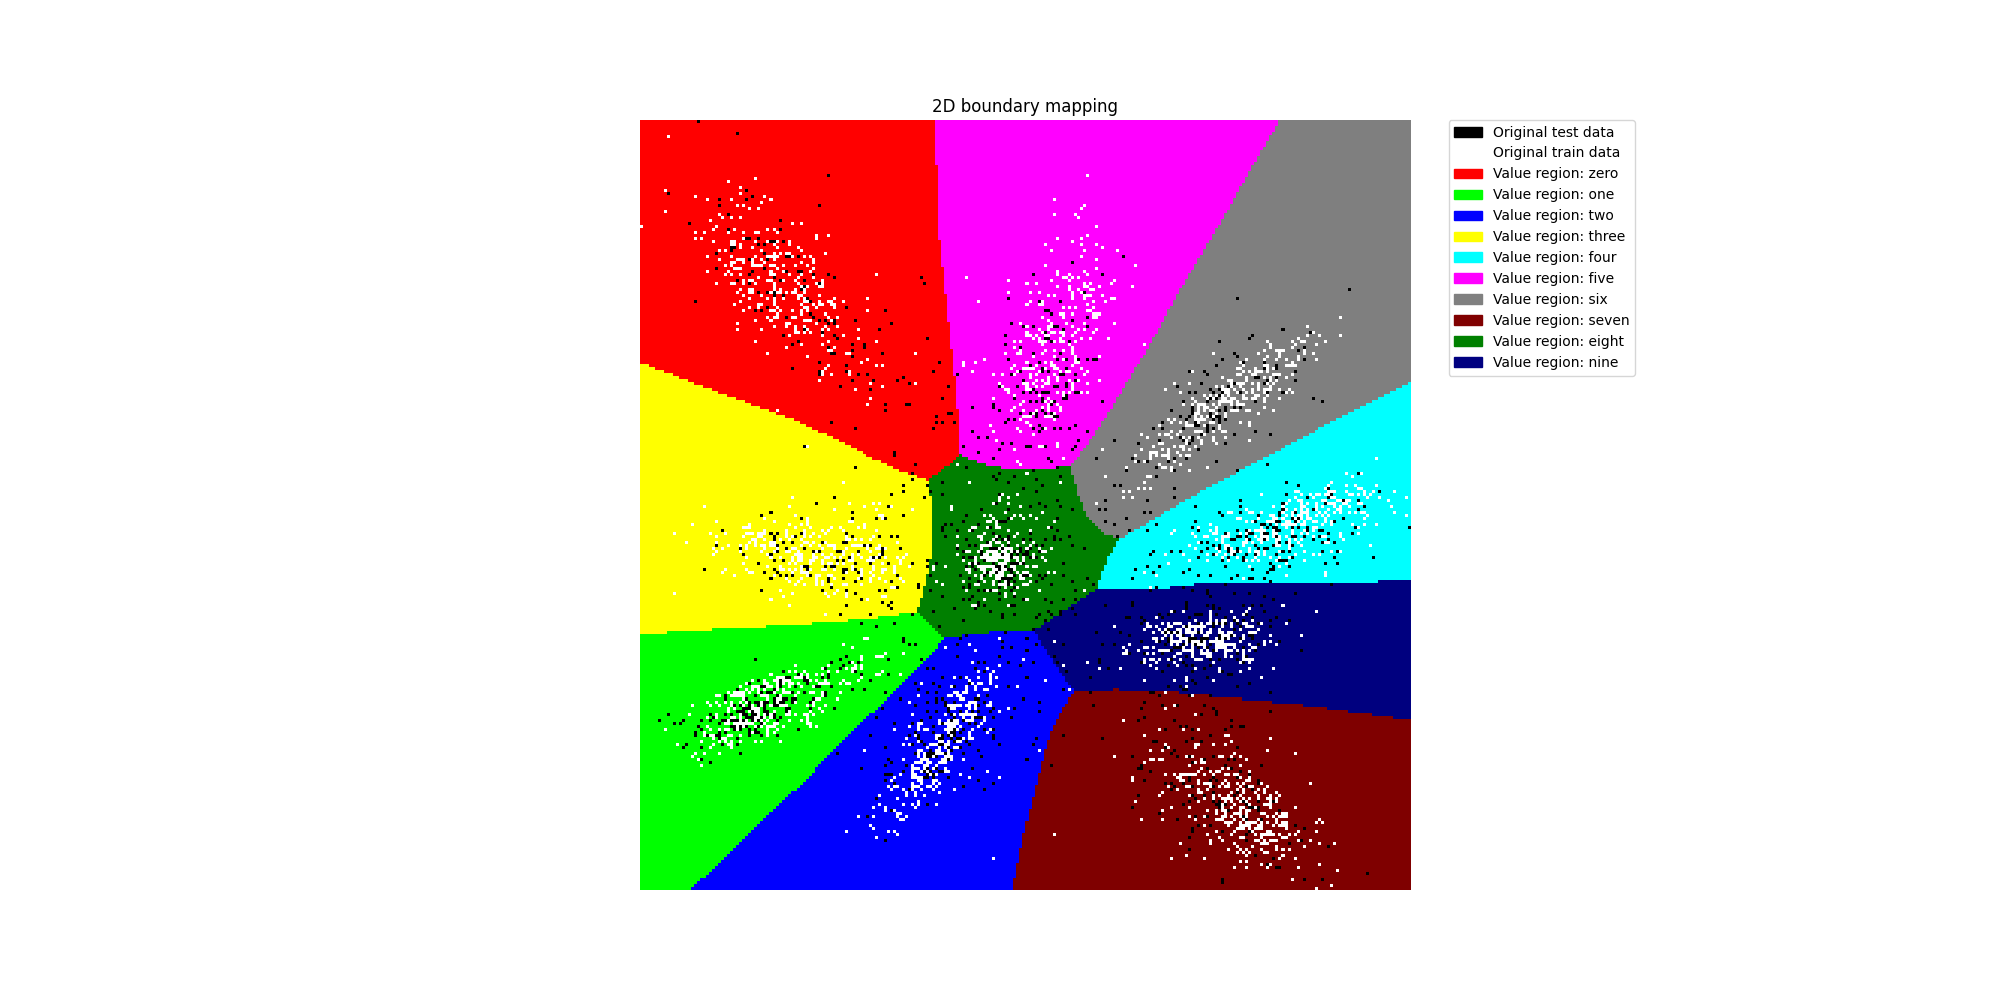 2D boundary mapping
Original test data
Original train data
Value region: zero
Value region: one
Value region: two
Value region: three
Value region: four
Value region: five
Value region: six
Value region: seven
Value region: eight
Value region: nine